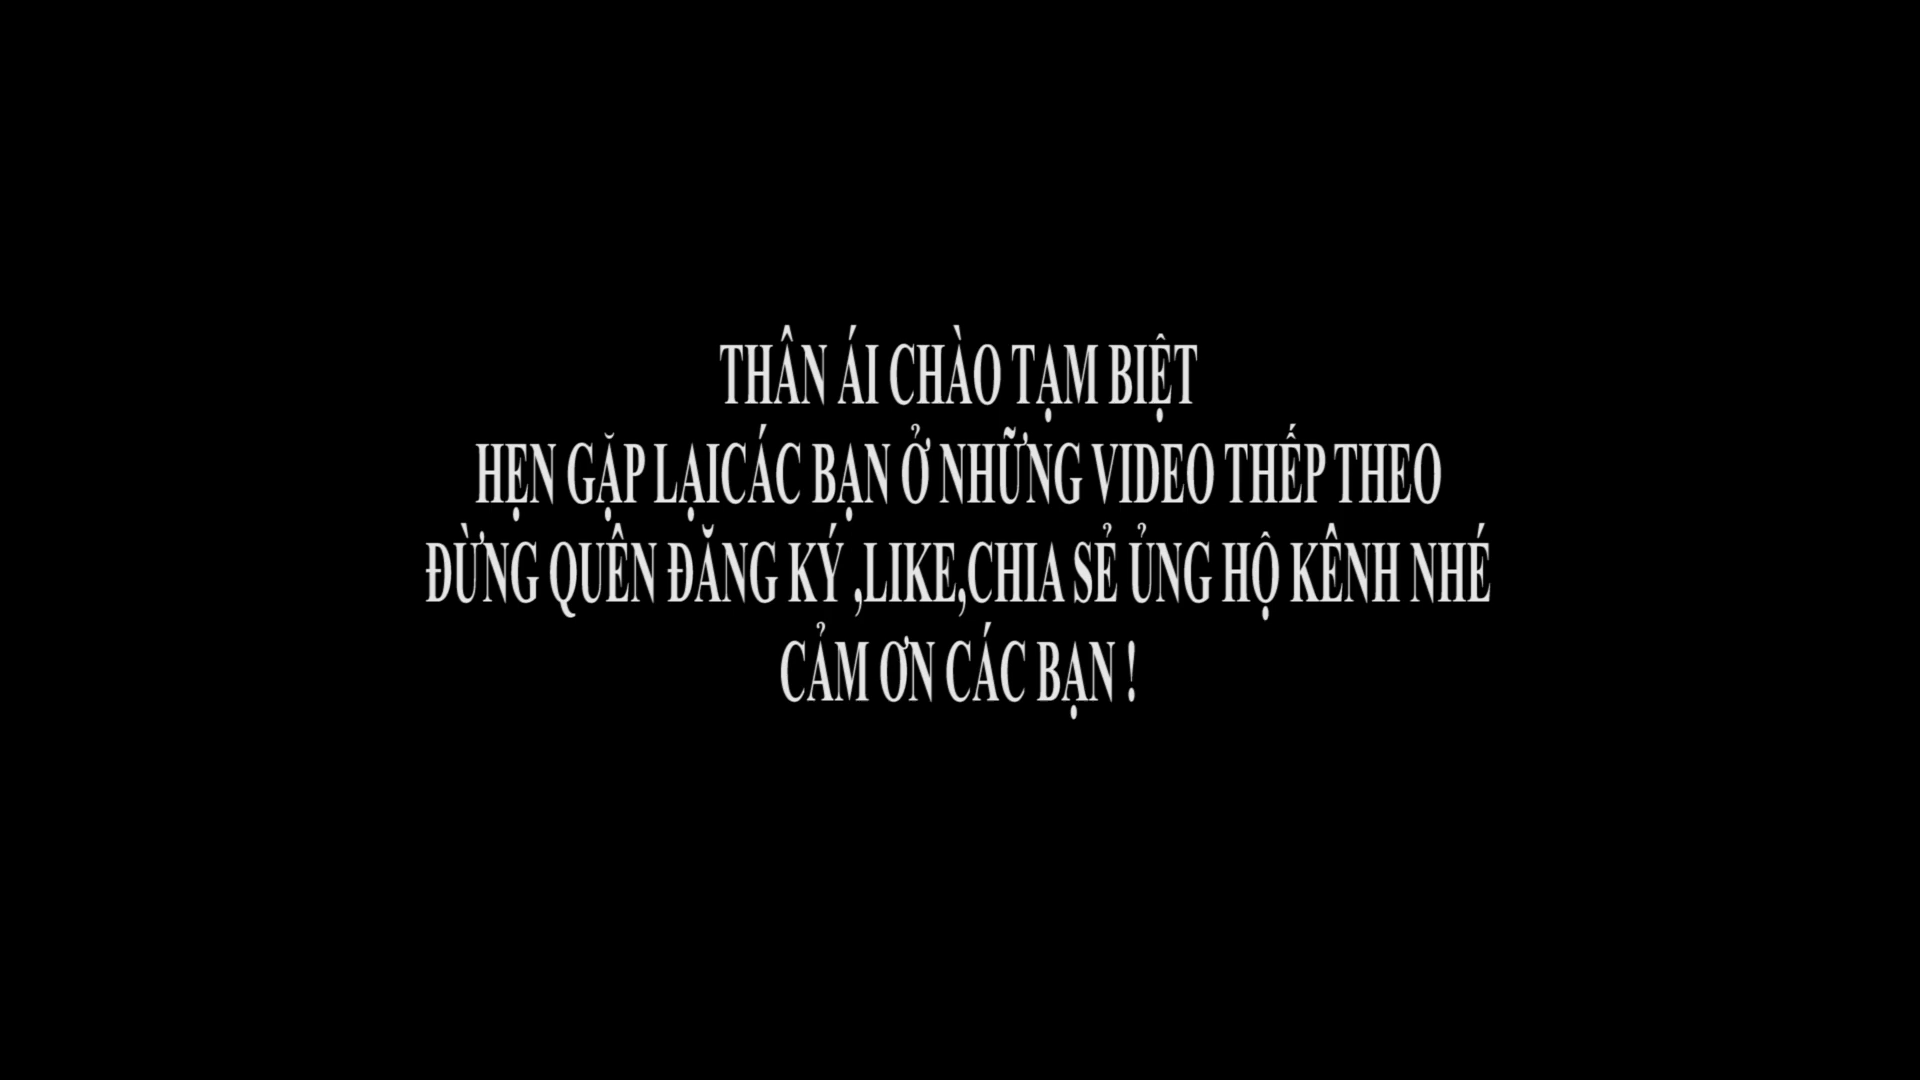 THÂN ÁI CHÀO TẠM BIỆT
HẸN GẶP LẠICÁC BẠN Ở NHỮNG VIDEO THẾP THEO
ĐỪNG QUÊN ĐĂNG KÝ ,LIKE,CHIA SẺ ỦNG HỘ KÊNH NHÉ
CẢM ƠN CÁC BẠN !